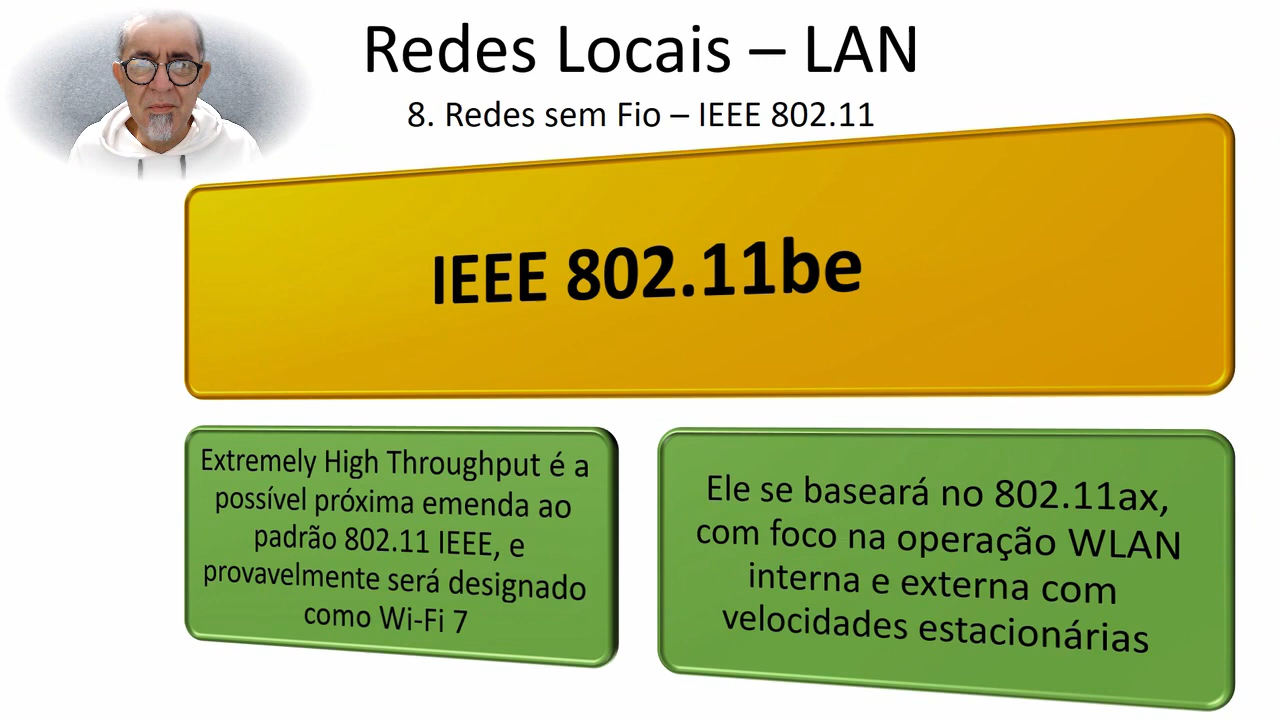 Redes Locais – LAN
8. Redes sem Fio – IEEE 802.11
IEEE 802.11be
Extremely High Throughput é a
possível próxima emenda ao
padrão 802.11 IEEE, e
provavelmente será designado
como Wi-Fi 7
Ele se baseará no 802.11ax,
com foco na operação WLAN
interna e externa com
velocidades estacionárias